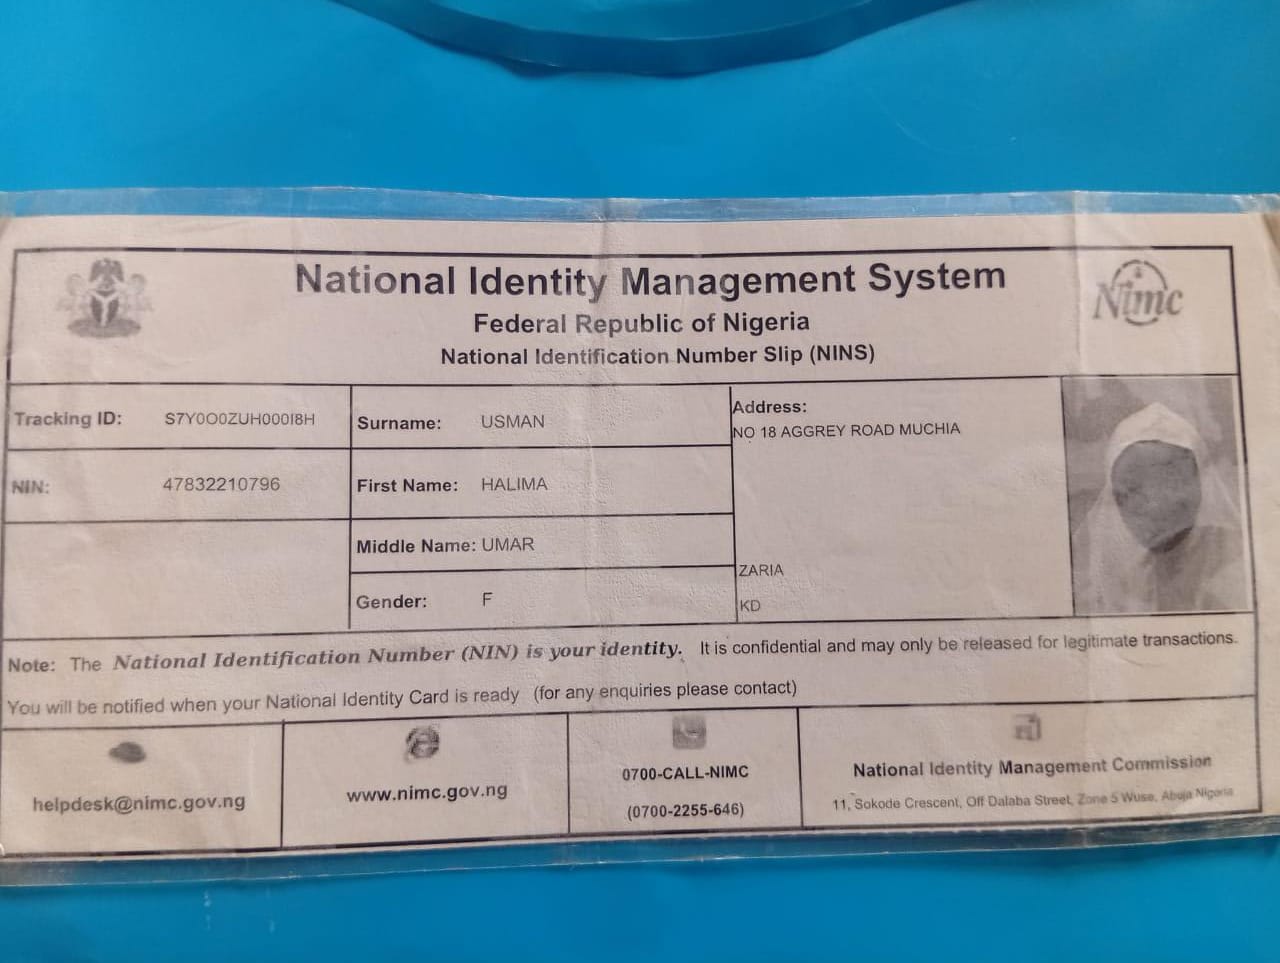 National Identity Management System
Federal Republic of Nigeria
National Identification Number Slip (NINS)
Nimc
Tracking ID: S7Y0O0ZUH000I8H
Surname: USMAN
Address:
NO 18 AGGREY ROAD MUCHIA
NIN: 47832210796
First Name: HALIMA
Middle Name: UMAR
ZARIA
Gender: F
KD
Note: The National Identification Number (NIN) is your identity. It is confidential and may only be released for legitimate transactions.
You will be notified when your National Identity Card is ready (for any enquiries please contact)
helpdesk@nimc.gov.ng
www.nimc.gov.ng
0700-CALL-NIMC
(0700-2255-646)
National Identity Management Commission
11, Sokode Crescent, Off Dalaba Street, Zone 5 Wuse, Abuja Nigeria